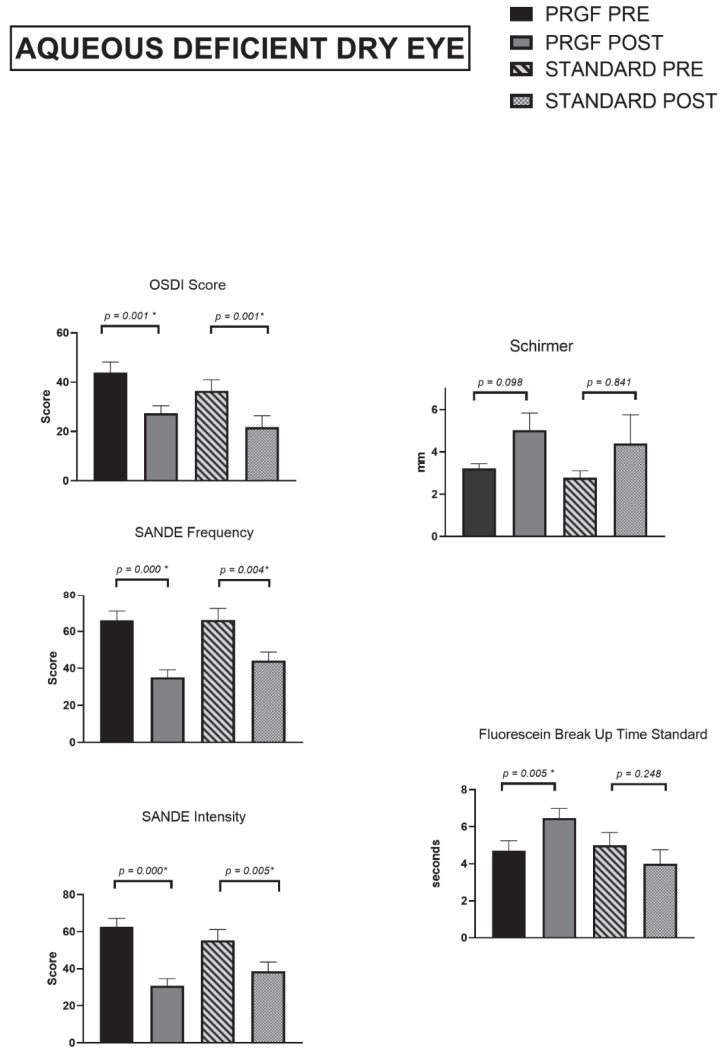 AQUEOUS DEFICIENT DRY EYE
PRGF PRE
PRGF POST
STANDARD PRE
STANDARD POST
OSDI Score
p = 0.001 *
p = 0.001*
60
40
20
0
Score
SANDE Frequency
p = 0.000 *
p = 0.004*
80
60
40
20
0
Score
SANDE Intensity
p = 0.000*
p = 0.005*
80
60
40
20
0
Score
Schirmer
p = 0.098
p = 0.841
6
4
2
0
mm
Fluorescein Break Up Time Standard
p = 0.005 *
p = 0.248
8
6
4
2
0
seconds